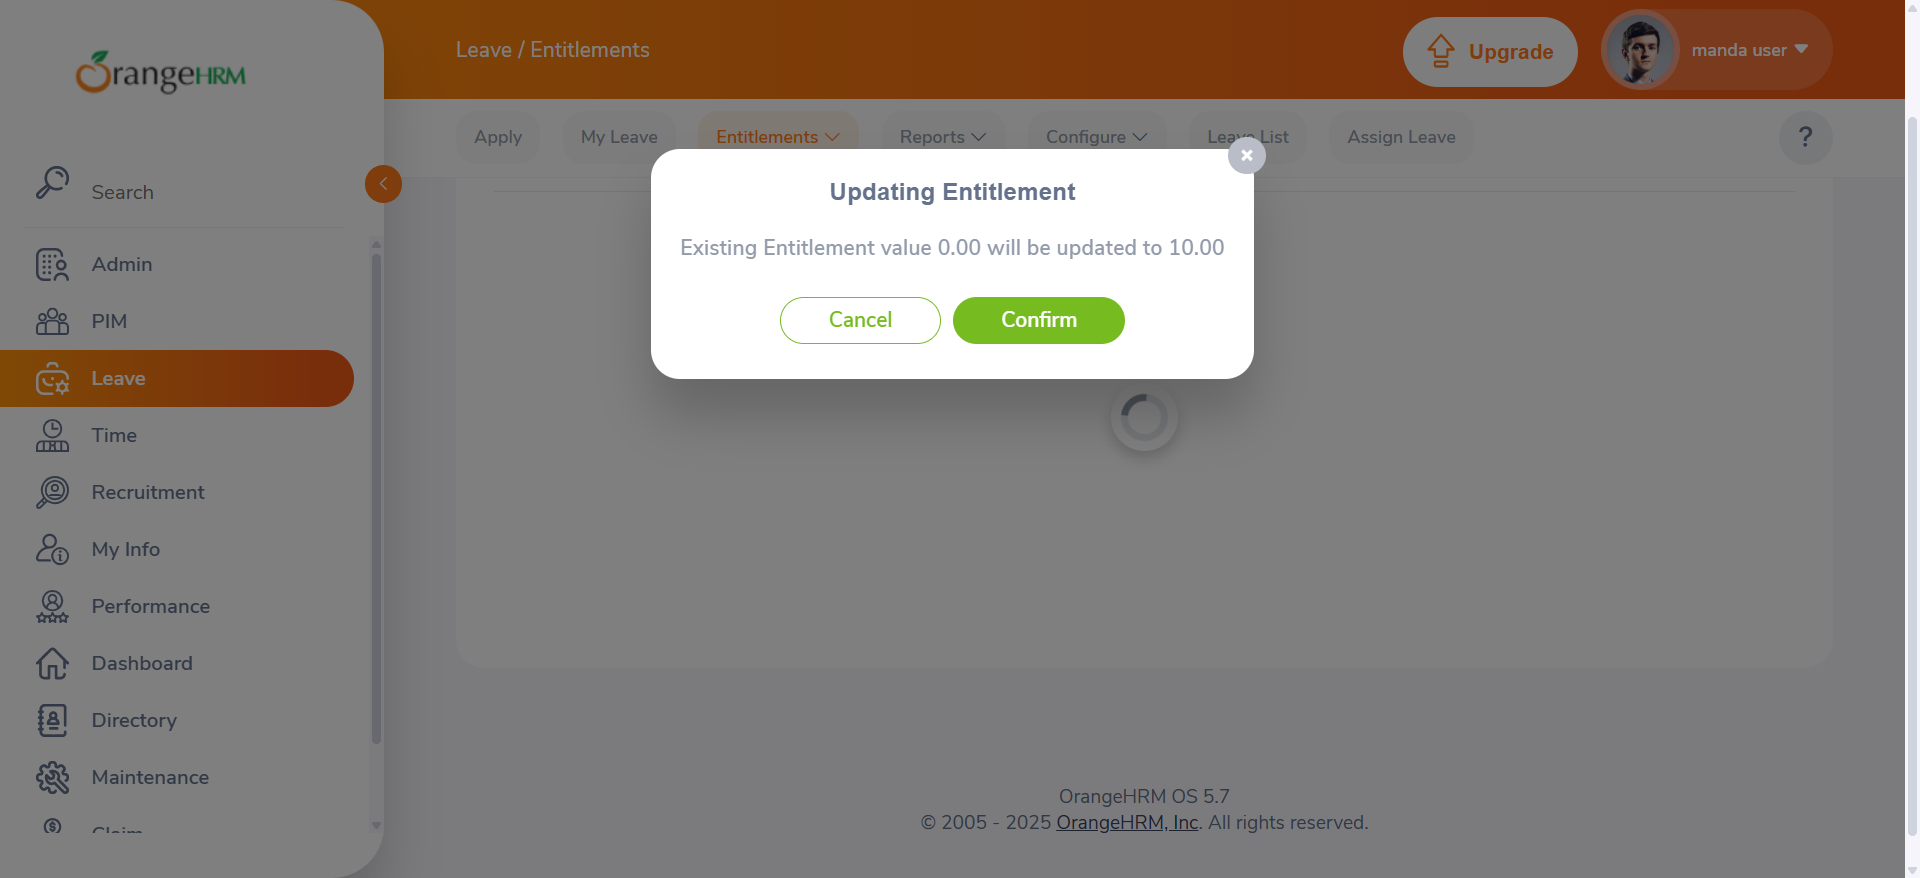 OrangeHRM
Leave / Entitlements
Upgrade
manda user
Apply
My Leave
Entitlements
Reports
Configure
Leave List
Assign Leave
?
Updating Entitlement
Existing Entitlement value 0.00 will be updated to 10.00
Cancel
Confirm
Search
Admin
PIM
Leave
Time
Recruitment
My Info
Performance
Dashboard
Directory
Maintenance
Claim
OrangeHRM OS 5.7
© 2005 - 2025 OrangeHRM, Inc. All rights reserved.